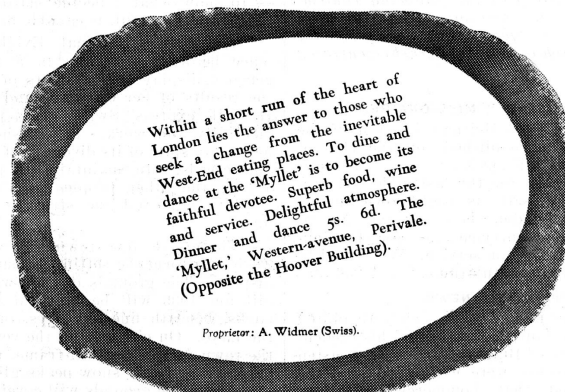 Within a short run of the heart of
London lies the answer to those who
seek a change from the inevitable
West-End eating places. To dine and
dance at the ‘Myllet’ is to become its
faithful devotee. Superb food, wine
and service. Delightful atmosphere.
Dinner and dance 5s. 6d. The
‘Myllet,’ Western-avenue, Perivale.
(Opposite the Hoover Building).
Proprietor: A. Widmer (Swiss).